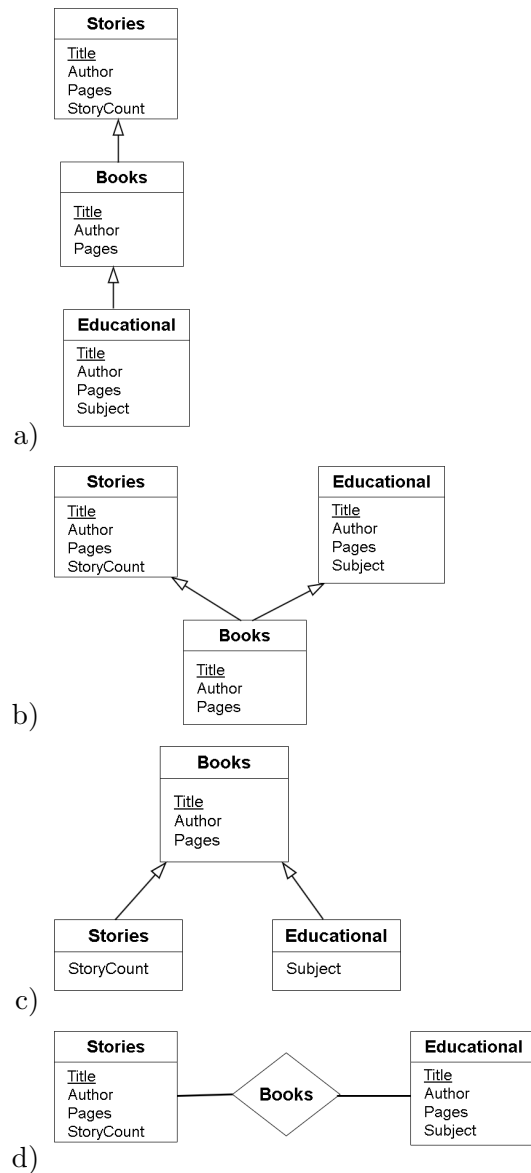 Stories
Title
Author
Pages
StoryCount
Books
Title
Author
Pages
Educational
Title
Author
Pages
Subject
a)
Stories
Title
Author
Pages
StoryCount
Educational
Title
Author
Pages
Subject
Books
Title
Author
Pages
b)
Books
Title
Author
Pages
Stories
StoryCount
Educational
Subject
c)
Stories
Title
Author
Pages
StoryCount
Books
Educational
Title
Author
Pages
Subject
d)